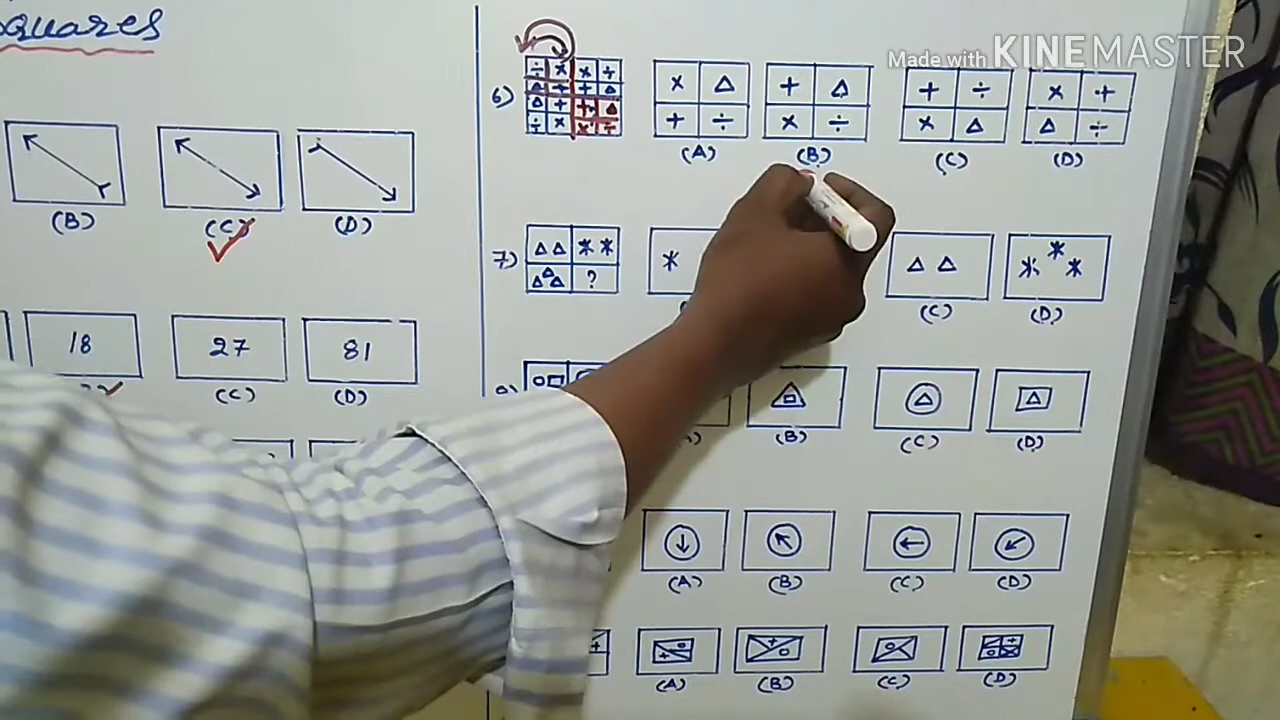 Squares
Made with KINEMASTER
6)
÷ × × ÷
Δ + + Δ
Δ + + Δ
÷ × × ÷
× Δ + Δ + ÷ × +
+ ÷ × ÷ × Δ Δ ÷
(A) (B) (C) (D)
(B) (C) (D)
7)
Δ Δ * * * Δ Δ * * *
Δ Δ Δ ?
(C) (D)
18 27 81
(C) (D)
(B) (C) (D)
(A) (B) (C) (D)
(A) (B) (C) (D)